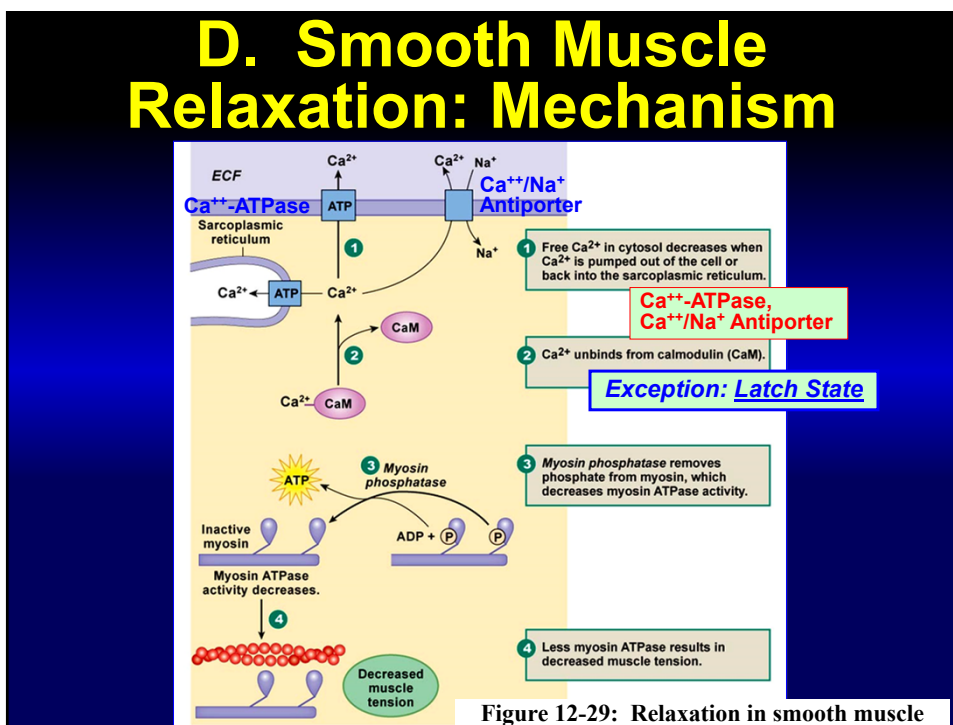 D. Smooth Muscle
Relaxation: Mechanism
ECF
Ca²⁺
Ca²⁺
Na⁺
Ca⁺⁺-ATPase
ATP
Ca⁺⁺/Na⁺
Antiporter
Sarcoplasmic
reticulum
1
Na⁺
Ca²⁺
ATP
Ca²⁺
CaM
2
Ca²⁺
CaM
1 Free Ca²⁺ in cytosol decreases when
Ca²⁺ is pumped out of the cell or
back into the sarcoplasmic reticulum.
Ca⁺⁺-ATPase,
Ca⁺⁺/Na⁺ Antiporter
2 Ca²⁺ unbinds from calmodulin (CaM).
Exception: Latch State
3 Myosin
phosphatase
ATP
Inactive
myosin
ADP + P
P
3 Myosin phosphatase removes
phosphate from myosin, which
decreases myosin ATPase activity.
Myosin ATPase
activity decreases.
4
Decreased
muscle
tension
4 Less myosin ATPase results in
decreased muscle tension.
Figure 12-29: Relaxation in smooth muscle